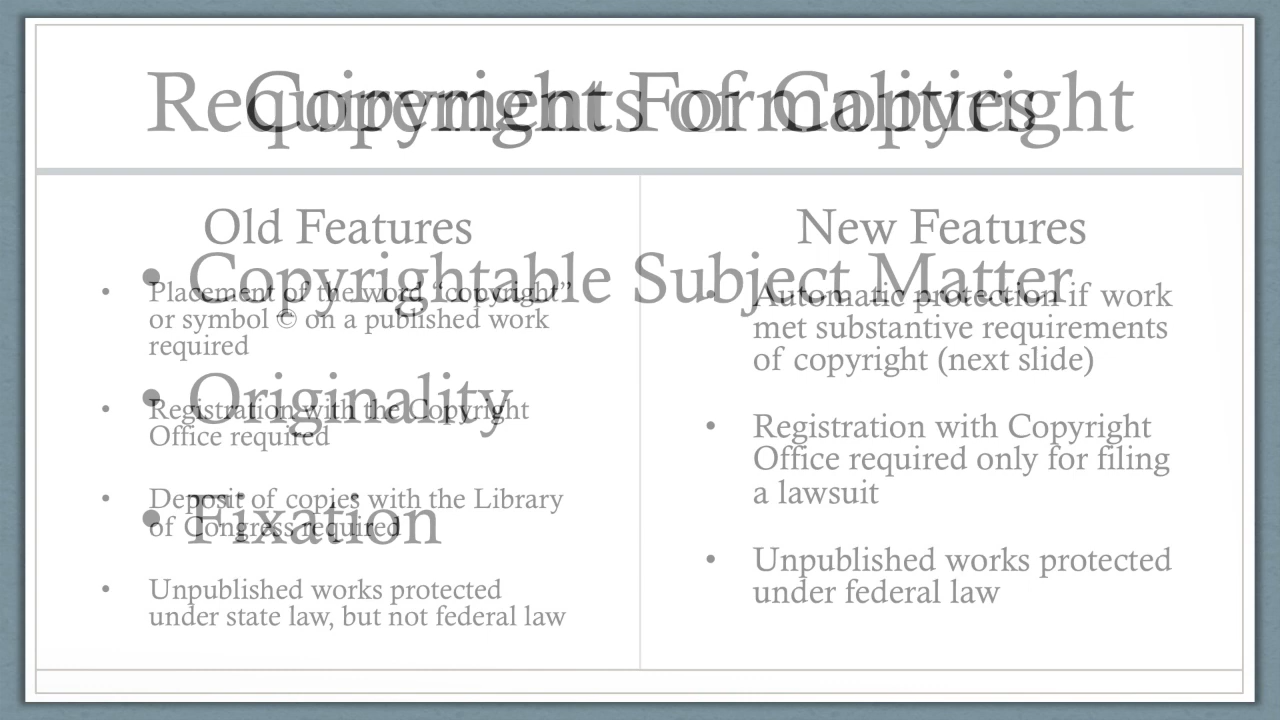 Copyright Formalities
Requirements of Copyright
Old Features
• Placement of the word “copyright”
or symbol © on a published work
required
• Registration with the Copyright
Office required
• Deposit of copies with the Library
of Congress required
• Unpublished works protected
under state law, but not federal law
New Features
• Automatic protection if work
met substantive requirements
of copyright (next slide)
• Registration with Copyright
Office required only for filing
a lawsuit
• Unpublished works protected
under federal law
• Copyrightable Subject Matter
• Originality
• Fixation